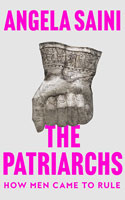 ANGELA SAINI
THE
PATRIARCHS
HOW MEN CAME TO RULE